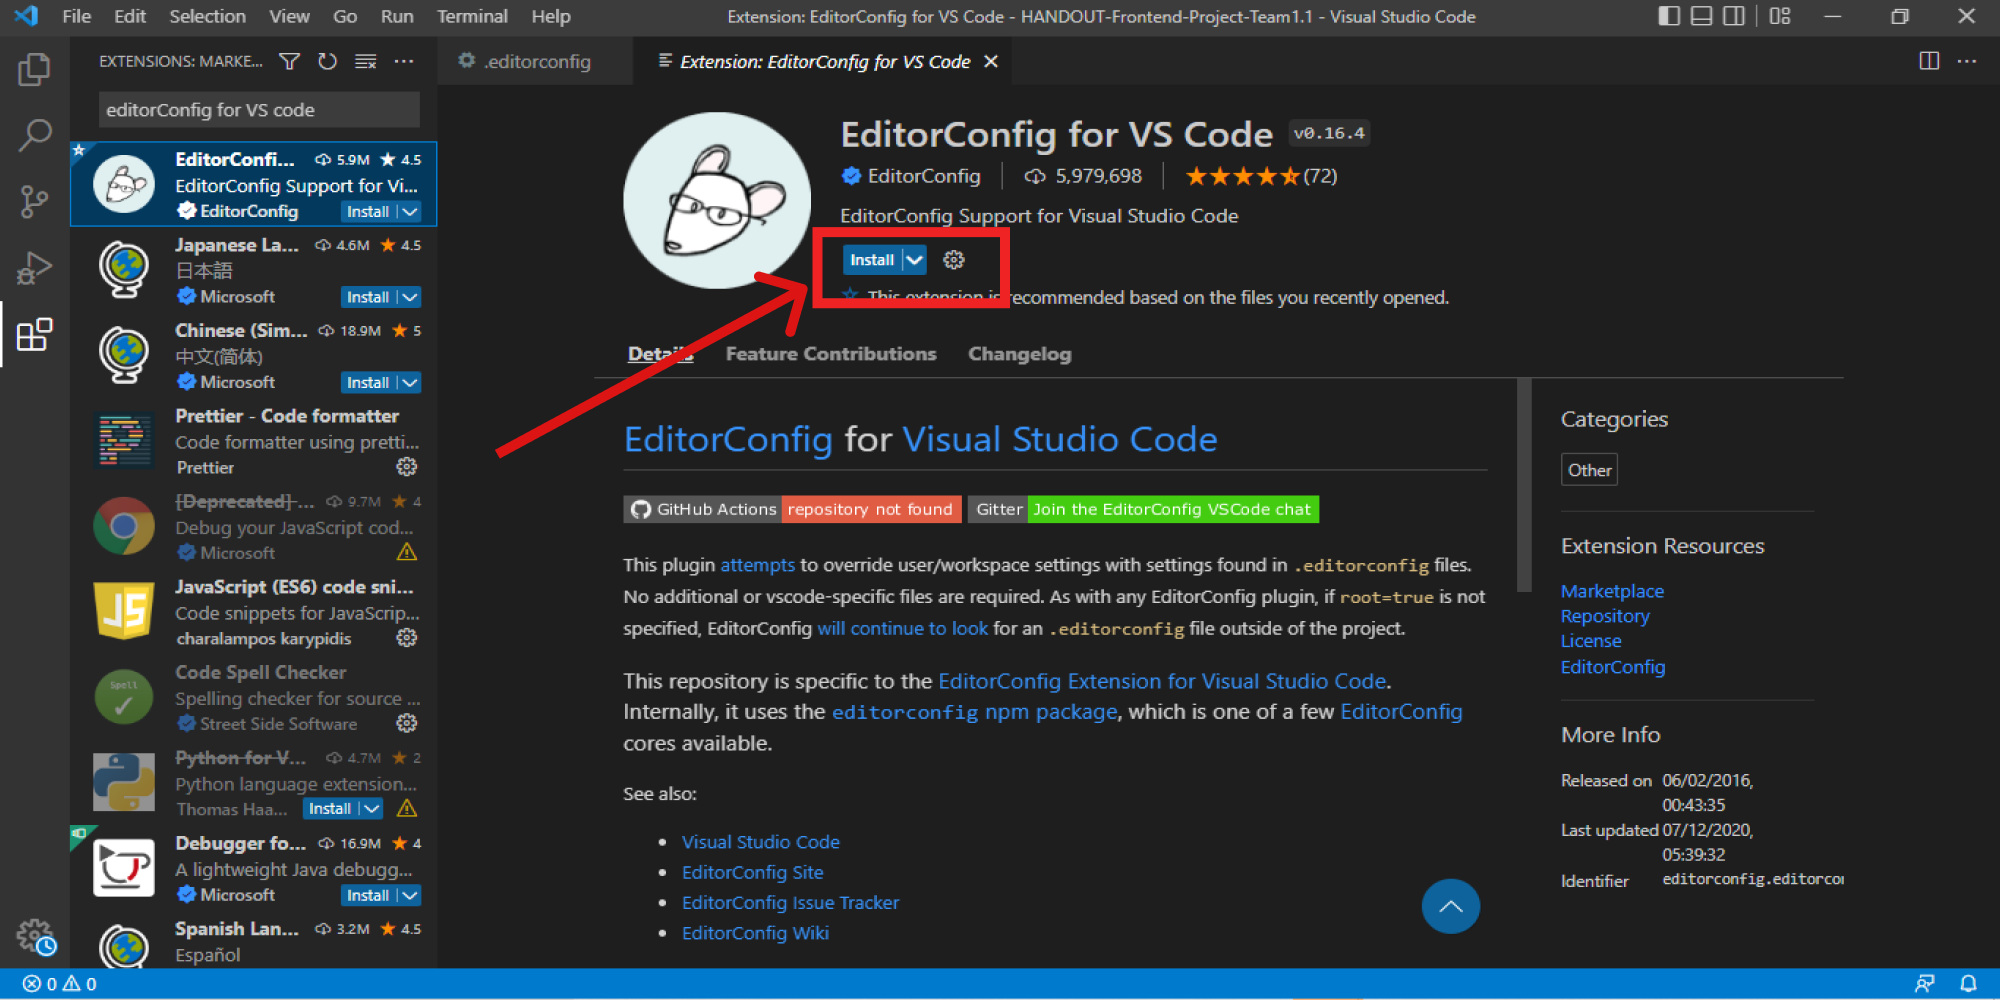 File Edit Selection View Go Run Terminal Help
Extension: EditorConfig for VS Code - HANDOUT-Frontend-Project-Team1.1 - Visual Studio Code
EXTENSIONS: MARKE...
editorConfig for VS code
EditorConfi... 5.9M 4.5
EditorConfig Support for Vi...
EditorConfig Install
Japanese La... 4.6M 4.5
日本語
Microsoft Install
Chinese (Sim... 18.9M 5
中文(简体)
Microsoft Install
Prettier - Code formatter
Code formatter using pretti...
Prettier
[Deprecated] -... 9.7M 4
Debug your JavaScript cod...
Microsoft
JS
JavaScript (ES6) code sni...
Code snippets for JavaScrip...
charalampos karypidis
Spell
Code Spell Checker
Spelling checker for source ...
Street Side Software
Python for V... 4.7M 2
Python language extension...
Thomas Haa... Install
Debugger fo... 16.9M 4
A lightweight Java debugg...
Microsoft Install
Spanish Lan... 3.2M 4.5
Español
.editorconfig
Extension: EditorConfig for VS Code
EditorConfig for VS Code v0.16.4
EditorConfig 5,979,698 (72)
EditorConfig Support for Visual Studio Code
Install
This extension is recommended based on the files you recently opened.
Details Feature Contributions Changelog
EditorConfig for Visual Studio Code
GitHub Actions repository not found Gitter Join the EditorConfig VSCode chat
This plugin attempts to override user/workspace settings with settings found in .editorconfig files.
No additional or vscode-specific files are required. As with any EditorConfig plugin, if root=true is not
specified, EditorConfig will continue to look for an .editorconfig file outside of the project.
This repository is specific to the EditorConfig Extension for Visual Studio Code.
Internally, it uses the editorconfig npm package, which is one of a few EditorConfig
cores available.
See also:
• Visual Studio Code
• EditorConfig Site
• EditorConfig Issue Tracker
• EditorConfig Wiki
Categories
Other
Extension Resources
Marketplace
Repository
License
EditorConfig
More Info
Released on 06/02/2016,
00:43:35
Last updated 07/12/2020,
05:39:32
Identifier editorconfig.editorcon
0 0